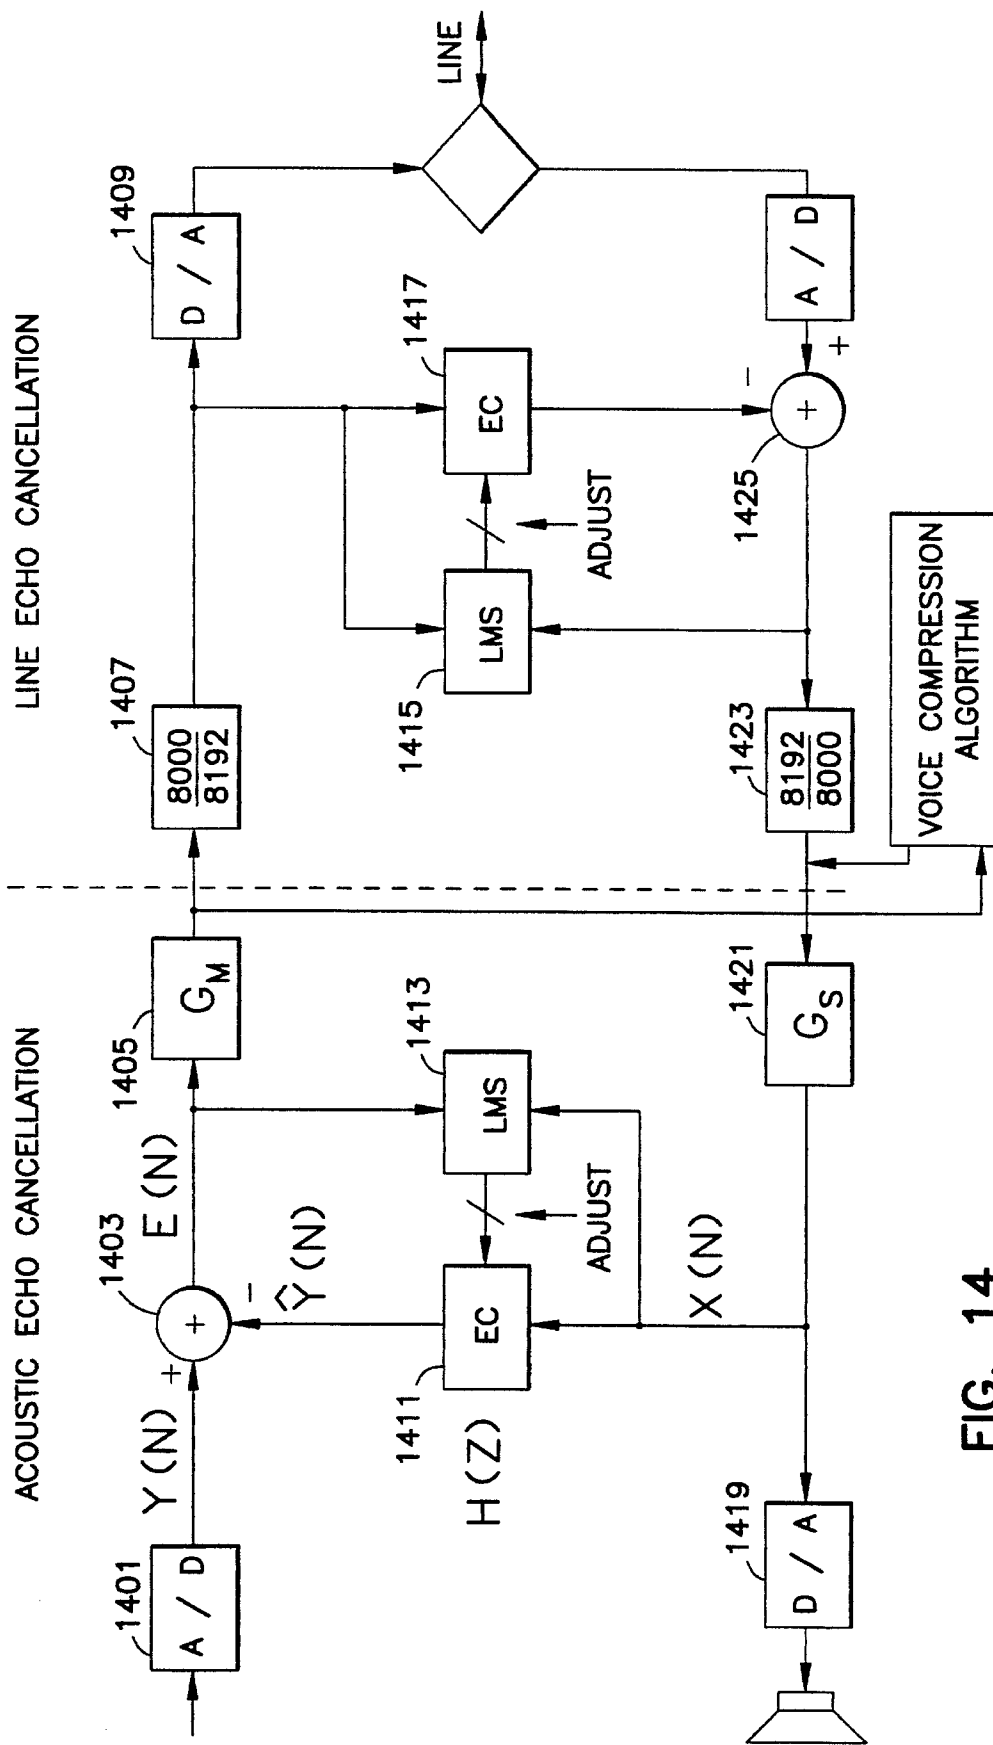 ACOUSTIC ECHO CANCELLATION
LINE ECHO CANCELLATION
1401
A / D
Y(N)
+
1403
+
-
E(N)
1405
G_M
1407
8000
8192
1409
D / A
LINE
Ŷ(N)
1411
EC
H(Z)
ADJUST
1413
LMS
1415
LMS
ADJUST
1417
EC
X(N)
-
+
1425
+
A / D
1419
D / A
1421
G_S
1423
8192
8000
VOICE COMPRESSION
ALGORITHM
FIG. 14